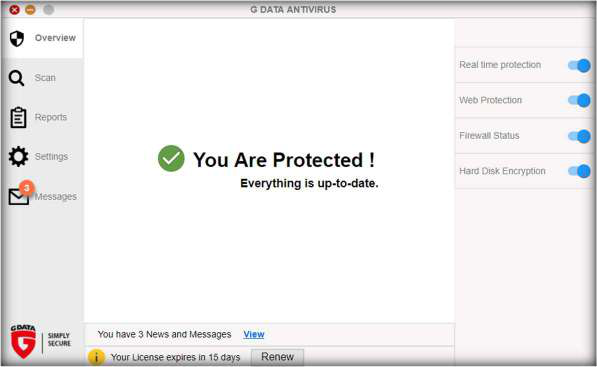 G DATA ANTIVIRUS
Overview
Scan
Reports
Settings
3
Messages
You Are Protected !
Everything is up-to-date.
Real time protection
Web Protection
Firewall Status
Hard Disk Encryption
You have 3 News and Messages View
Your License expires in 15 days Renew
G DATA
SIMPLY
SECURE